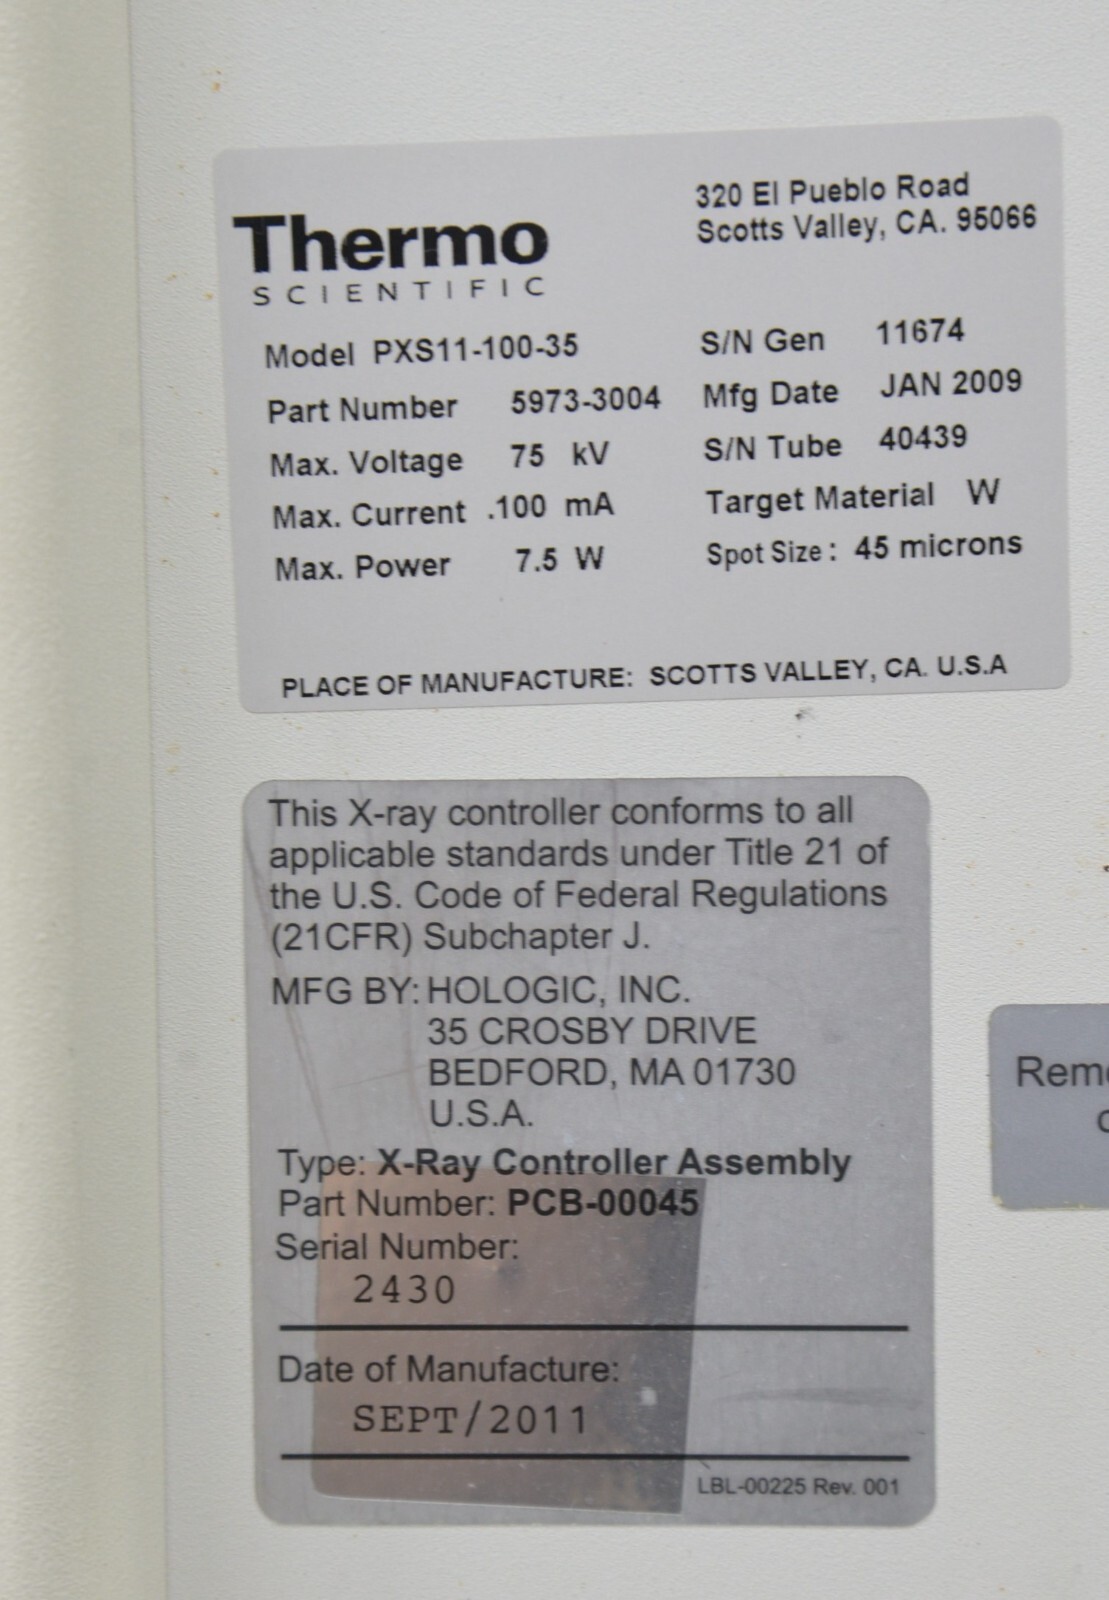 Thermo
SCIENTIFIC
320 El Pueblo Road
Scotts Valley, CA. 95066
Model PXS11-100-35
Part Number 5973-3004
Max. Voltage 75 kV
Max. Current .100 mA
Max. Power 7.5 W
S/N Gen 11674
Mfg Date JAN 2009
S/N Tube 40439
Target Material W
Spot Size: 45 microns
PLACE OF MANUFACTURE: SCOTTS VALLEY, CA. U.S.A
This X-ray controller conforms to all
applicable standards under Title 21 of
the U.S. Code of Federal Regulations
(21CFR) Subchapter J.
MFG BY: HOLOGIC, INC.
35 CROSBY DRIVE
BEDFORD, MA 01730
U.S.A.
Type: X-Ray Controller Assembly
Part Number: PCB-00045
Serial Number:
2430
Date of Manufacture:
SEPT/2011
LBL-00225 Rev. 001